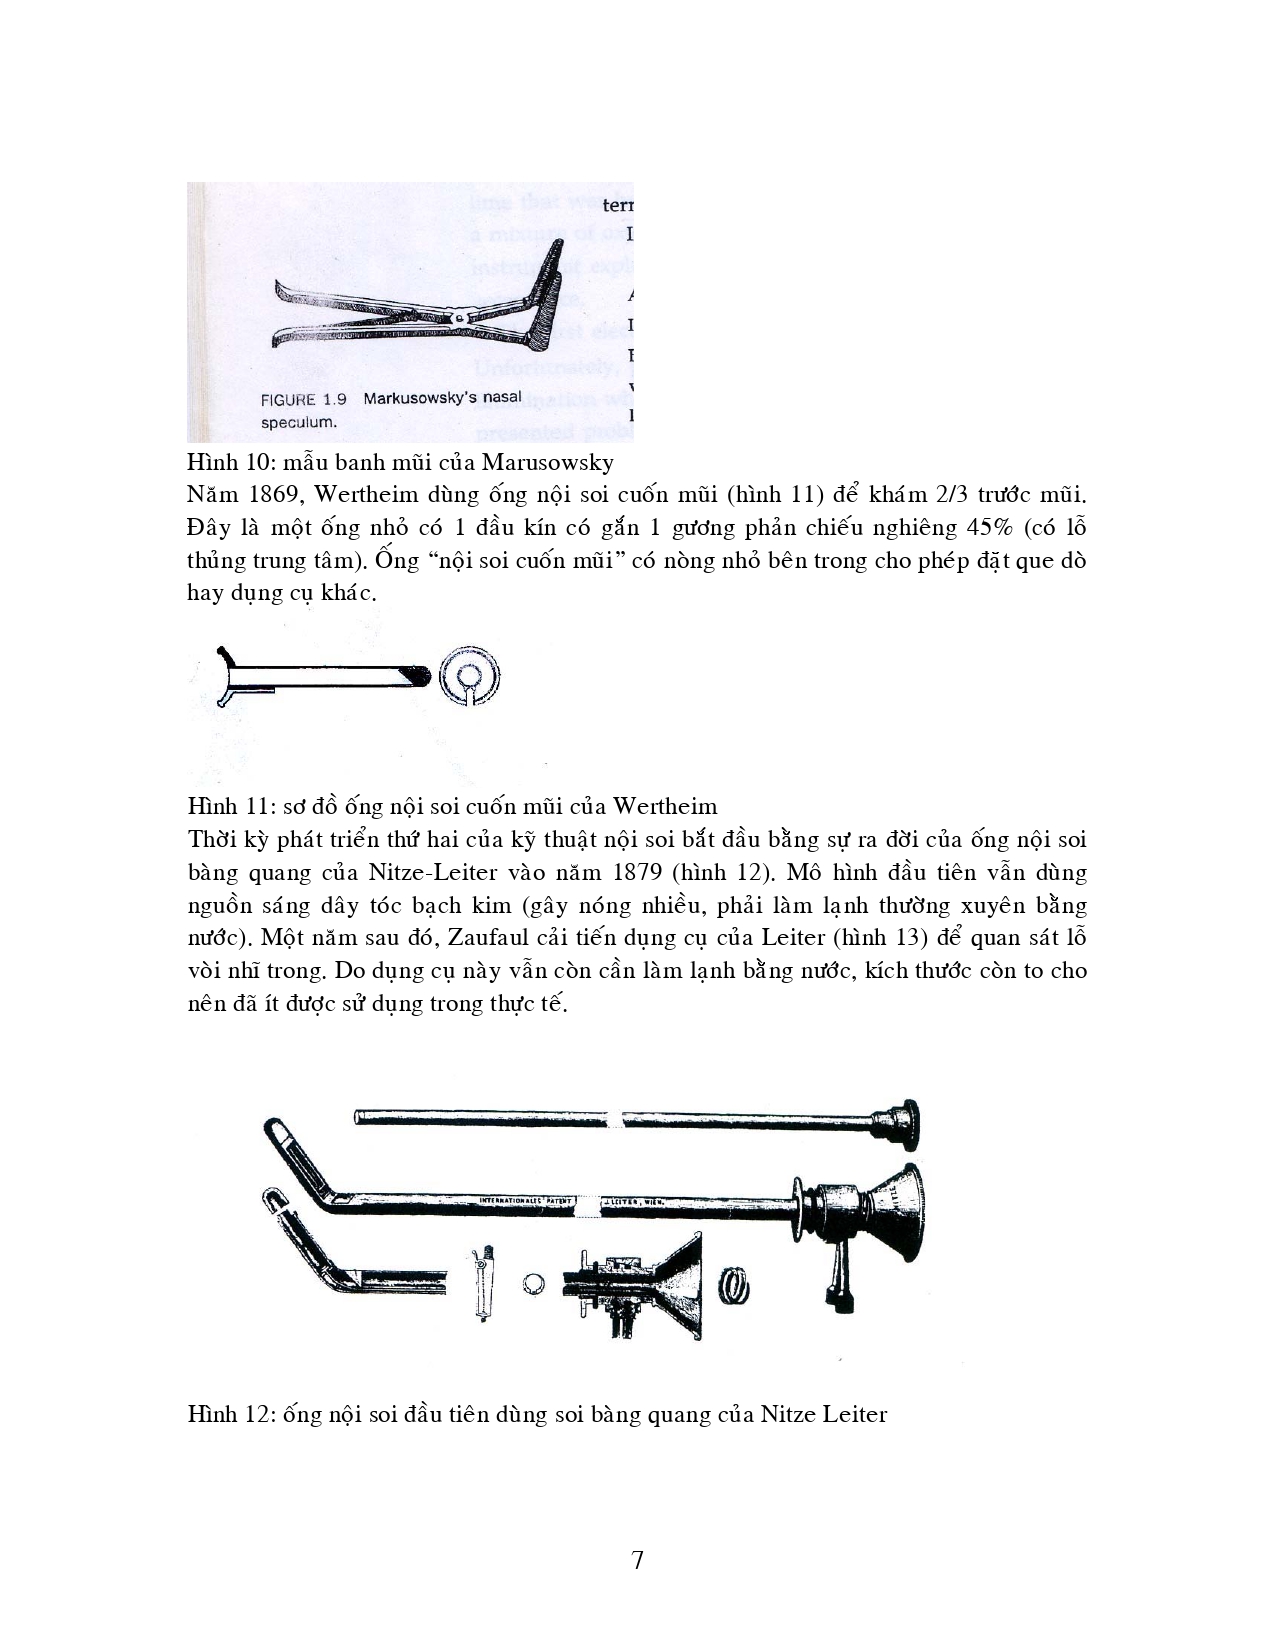 terr
FIGURE 1.9 Markusowsky's nasal
speculum.
Hình 10: mẫu banh mũi của Marusowsky
Năm 1869, Wertheim dùng ống nội soi cuốn mũi (hình 11) để khám 2/3 trước mũi.
Đây là một ống nhỏ có 1 đầu kín có gắn 1 gương phản chiếu nghiêng 45% (có lỗ
thủng trung tâm). Ống “nội soi cuốn mũi” có nòng nhỏ bên trong cho phép đặt que dò
hay dụng cụ khác.
Hình 11: sơ đồ ống nội soi cuốn mũi của Wertheim
Thời kỳ phát triển thứ hai của kỹ thuật nội soi bắt đầu bằng sự ra đời của ống nội soi
bàng quang của Nitze-Leiter vào năm 1879 (hình 12). Mô hình đầu tiên vẫn dùng
nguồn sáng dây tóc bạch kim (gây nóng nhiều, phải làm lạnh thường xuyên bằng
nước). Một năm sau đó, Zaufaul cải tiến dụng cụ của Leiter (hình 13) để quan sát lỗ
vòi nhĩ trong. Do dụng cụ này vẫn còn cần làm lạnh bằng nước, kích thước còn to cho
nên đã ít được sử dụng trong thực tế.
INTERNATIONALES PATENT J.LEITER, WIEN.
Hình 12: ống nội soi đầu tiên dùng soi bàng quang của Nitze Leiter
7